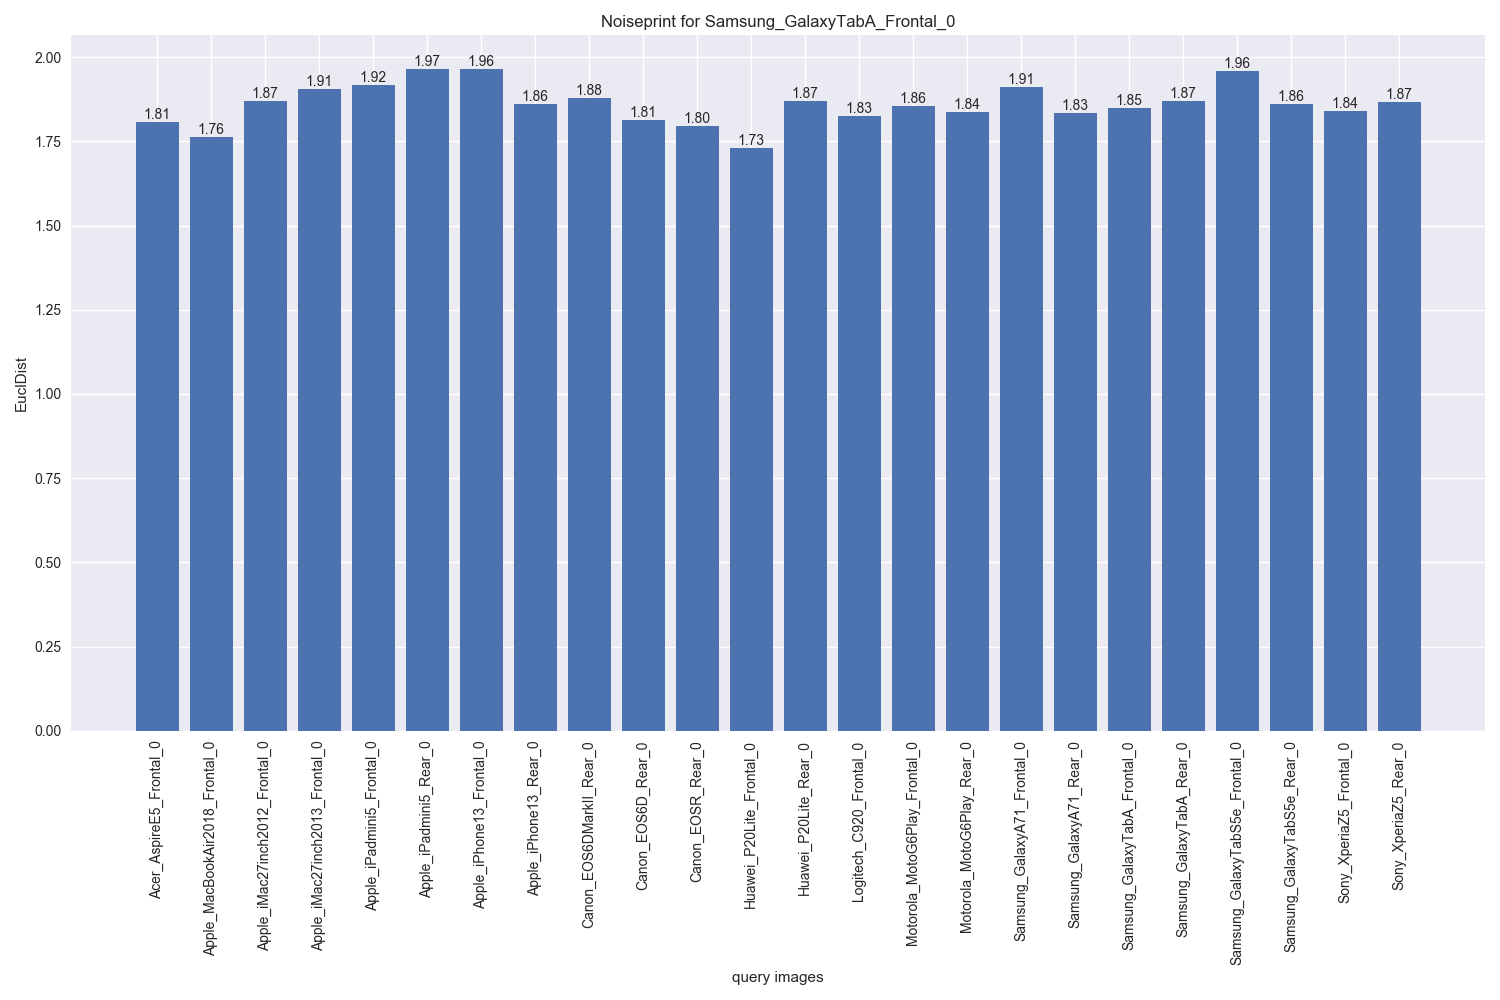 Noiseprint for Samsung_GalaxyTabA_Frontal_0
EuclDist
2.00
1.75
1.50
1.25
1.00
0.75
0.50
0.25
0.00
1.81
1.76
1.87
1.91
1.92
1.97
1.96
1.86
1.88
1.81
1.80
1.73
1.87
1.83
1.86
1.84
1.91
1.83
1.85
1.87
1.96
1.86
1.84
1.87
Acer_AspireE5_Frontal_0
Apple_MacBookAir2018_Frontal_0
Apple_iMac27inch2012_Frontal_0
Apple_iMac27inch2013_Frontal_0
Apple_iPadmini5_Frontal_0
Apple_iPadmini5_Rear_0
Apple_iPhone13_Frontal_0
Apple_iPhone13_Rear_0
Canon_EOS6DMarkII_Rear_0
Canon_EOS6D_Rear_0
Canon_EOSR_Rear_0
Huawei_P20Lite_Frontal_0
Huawei_P20Lite_Rear_0
Logitech_C920_Frontal_0
Motorola_MotoG6Play_Frontal_0
Motorola_MotoG6Play_Rear_0
Samsung_GalaxyA71_Frontal_0
Samsung_GalaxyA71_Rear_0
Samsung_GalaxyTabA_Frontal_0
Samsung_GalaxyTabA_Rear_0
Samsung_GalaxyTabS5e_Frontal_0
Samsung_GalaxyTabS5e_Rear_0
Sony_XperiaZ5_Frontal_0
Sony_XperiaZ5_Rear_0
query images